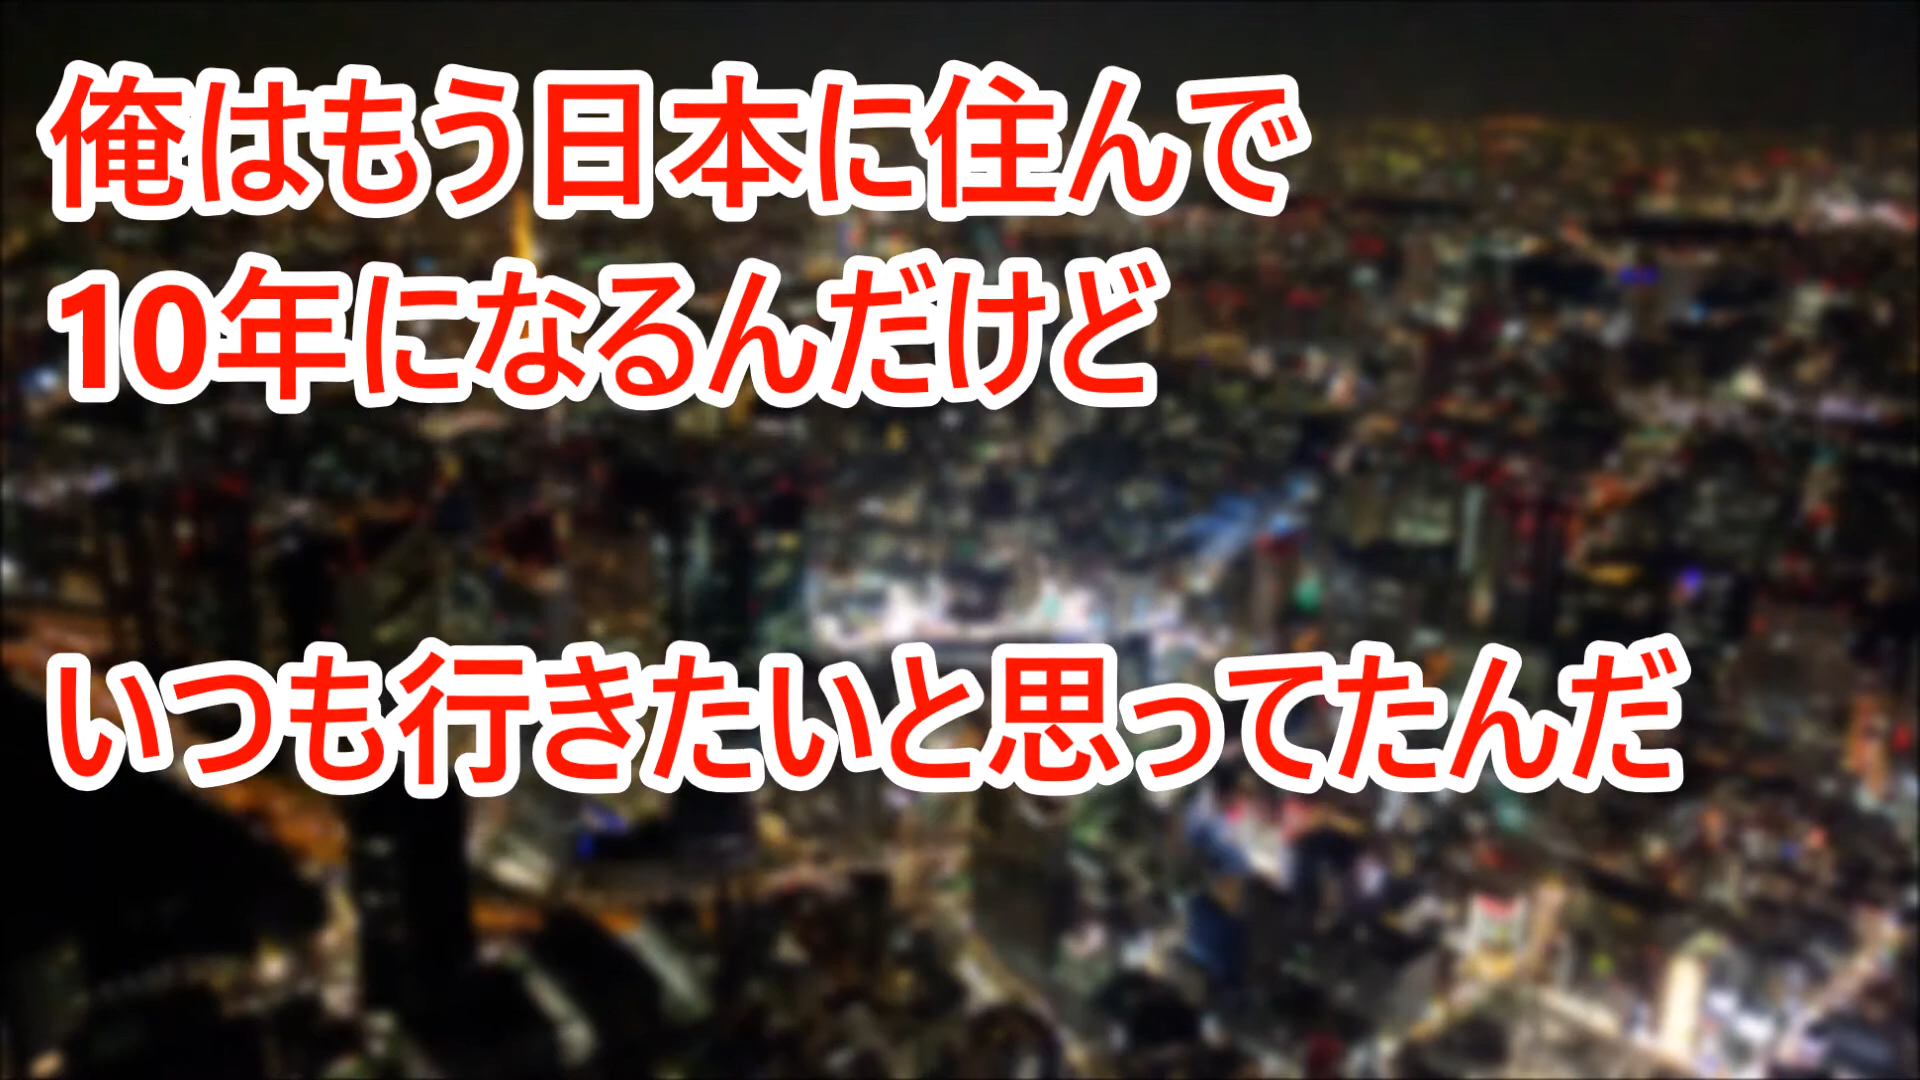 俺はもう日本に住んで
10年になるんだけど
いつも行きたいと思ってたんだ